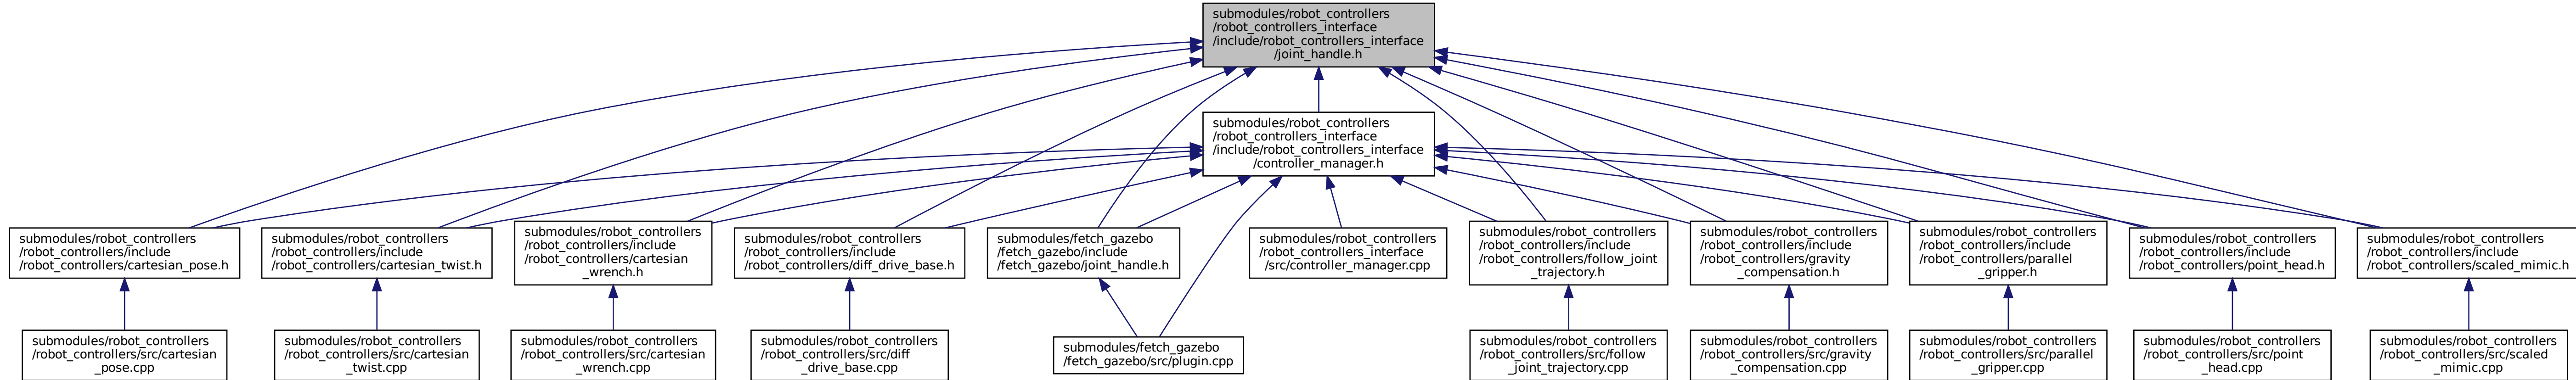 submodules/robot_controllers
/robot_controllers_interface
/include/robot_controllers_interface
/joint_handle.h
submodules/robot_controllers
/robot_controllers_interface
/include/robot_controllers_interface
/controller_manager.h
submodules/robot_controllers
/robot_controllers/include
/robot_controllers/cartesian_pose.h
submodules/robot_controllers
/robot_controllers/include
/robot_controllers/cartesian_twist.h
submodules/robot_controllers
/robot_controllers/include
/robot_controllers/cartesian
_wrench.h
submodules/robot_controllers
/robot_controllers/include
/robot_controllers/diff_drive_base.h
submodules/fetch_gazebo
/fetch_gazebo/include
/fetch_gazebo/joint_handle.h
submodules/robot_controllers
/robot_controllers_interface
/src/controller_manager.cpp
submodules/robot_controllers
/robot_controllers/include
/robot_controllers/follow_joint
_trajectory.h
submodules/robot_controllers
/robot_controllers/include
/robot_controllers/gravity
_compensation.h
submodules/robot_controllers
/robot_controllers/include
/robot_controllers/parallel
_gripper.h
submodules/robot_controllers
/robot_controllers/include
/robot_controllers/point_head.h
submodules/robot_controllers
/robot_controllers/include
/robot_controllers/scaled_mimic.h
submodules/robot_controllers
/robot_controllers/src/cartesian
_pose.cpp
submodules/robot_controllers
/robot_controllers/src/cartesian
_twist.cpp
submodules/robot_controllers
/robot_controllers/src/cartesian
_wrench.cpp
submodules/robot_controllers
/robot_controllers/src/diff
_drive_base.cpp
submodules/fetch_gazebo
/fetch_gazebo/src/plugin.cpp
submodules/robot_controllers
/robot_controllers/src/follow
_joint_trajectory.cpp
submodules/robot_controllers
/robot_controllers/src/gravity
_compensation.cpp
submodules/robot_controllers
/robot_controllers/src/parallel
_gripper.cpp
submodules/robot_controllers
/robot_controllers/src/point
_head.cpp
submodules/robot_controllers
/robot_controllers/src/scaled
_mimic.cpp